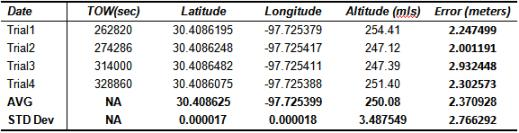 Date TOW(sec) Latitude Longitude Altitude (mls) Error (meters)
Trial1 262820 30.4086195 -97.725379 254.41 2.247499
Trial2 274286 30.4086248 -97.725417 247.12 2.001191
Trial3 314000 30.4086482 -97.725411 247.39 2.932448
Trial4 328860 30.4086075 -97.725388 251.40 2.302573
AVG NA 30.408625 -97.725399 250.08 2.370928
STD Dev NA 0.000017 0.000018 3.487549 2.766292